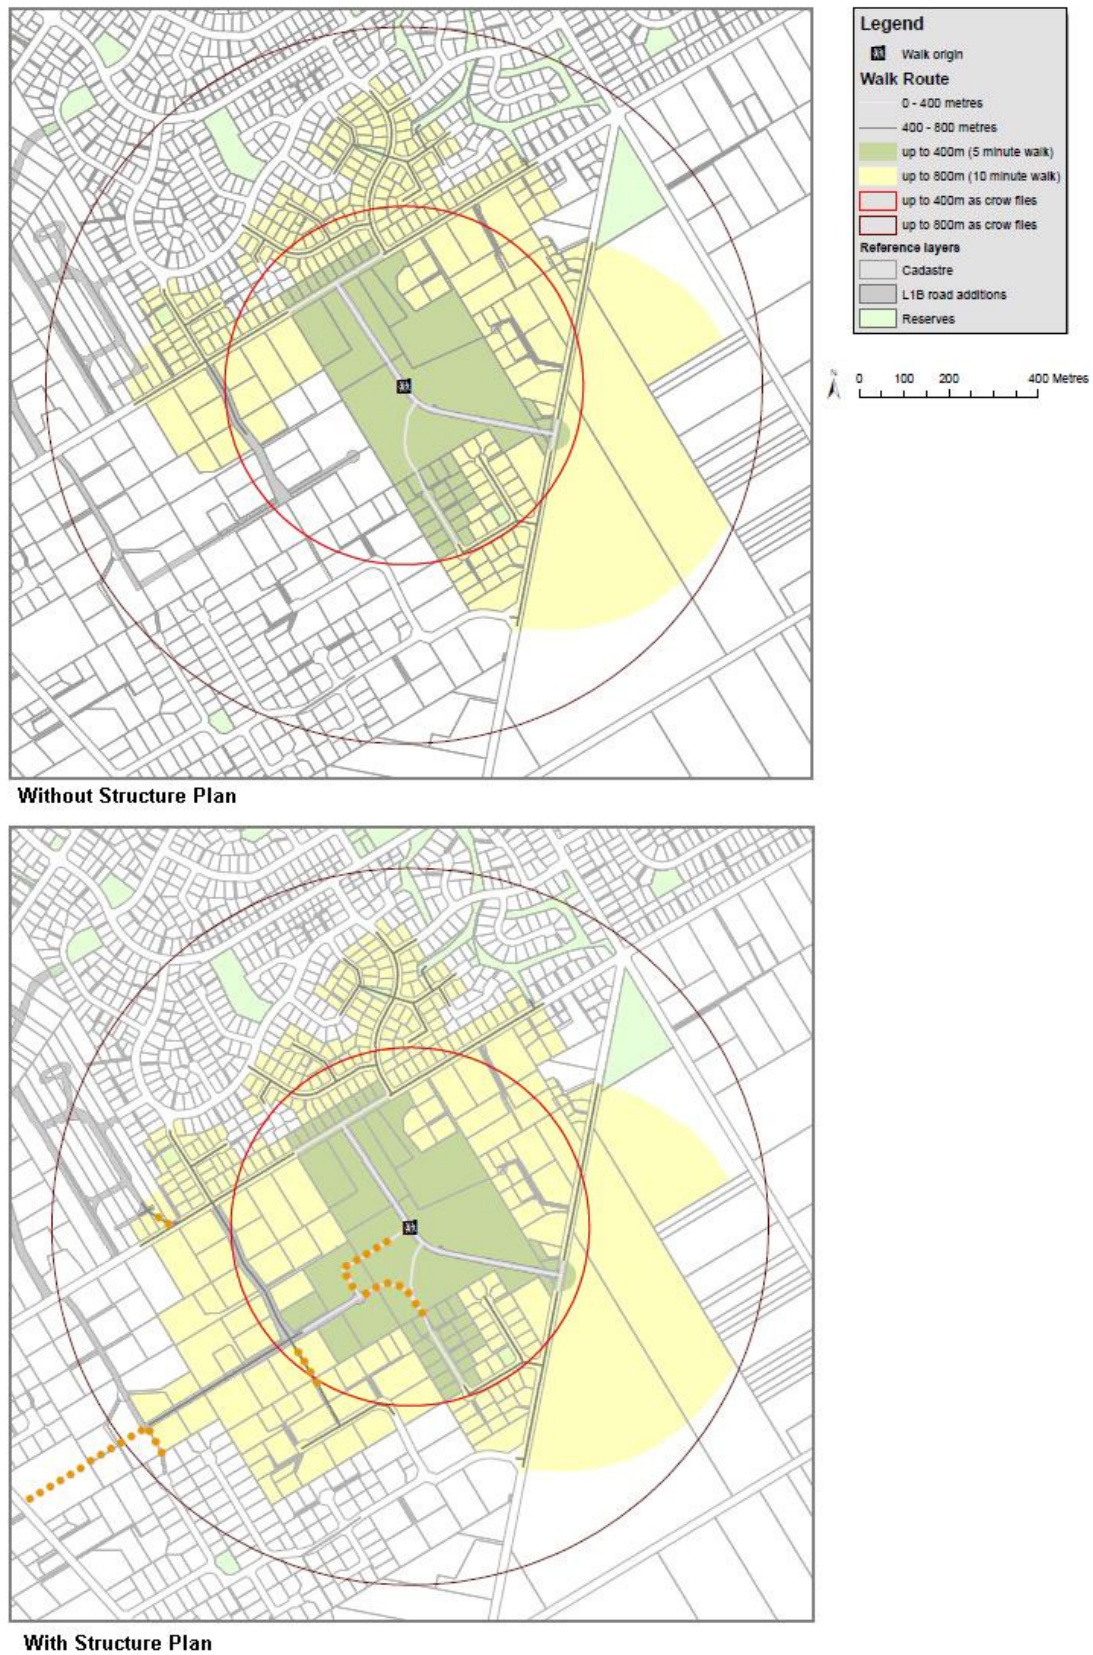 Legend
Walk origin
Walk Route
0 - 400 metres
400 - 800 metres
up to 400m (5 minute walk)
up to 800m (10 minute walk)
up to 400m as crow flies
up to 800m as crow flies
Reference layers
Cadastre
L1B road additions
Reserves
N
0 100 200 400 Metres
Without Structure Plan
With Structure Plan